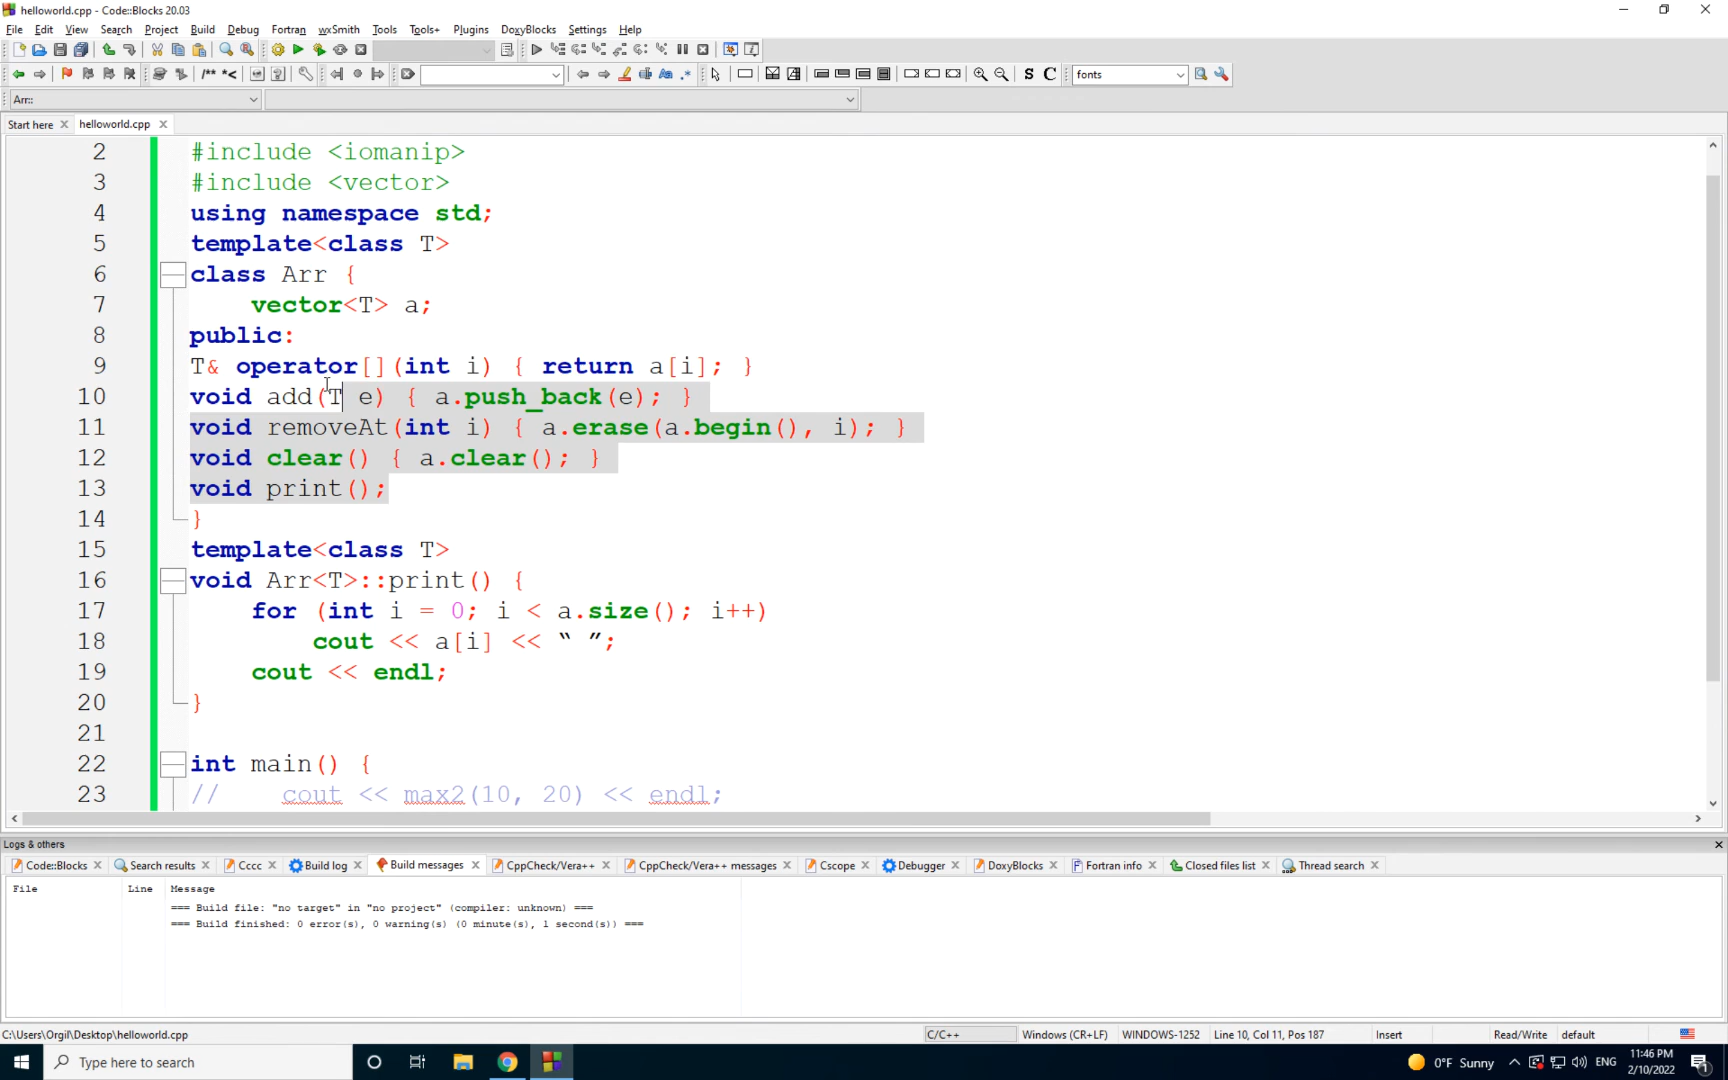 helloworld.cpp - Code::Blocks 20.03
File Edit View Search Project Build Debug Fortran wxSmith Tools Tools+ Plugins DoxyBlocks Settings Help
/** *< S C fonts
Arr::
Start here helloworld.cpp
2 #include <iomanip>
3 #include <vector>
4 using namespace std;
5 template<class T>
6 class Arr {
7 vector<T> a;
8 public:
9 T& operator[](int i) { return a[i]; }
10 void add(T e) { a.push_back(e); }
11 void removeAt(int i) { a.erase(a.begin(), i); }
12 void clear() { a.clear(); }
13 void print();
14 }
15 template<class T>
16 void Arr<T>::print() {
17 for (int i = 0; i < a.size(); i++)
18 cout << a[i] << “ ”;
19 cout << endl;
20 }
21
22 int main() {
23 // cout << max2(10, 20) << endl;
Logs & others
Code::Blocks Search results Cccc Build log Build messages CppCheck/Vera++ CppCheck/Vera++ messages Cscope Debugger DoxyBlocks Fortran info Closed files list Thread search
File Line Message
=== Build file: "no target" in "no project" (compiler: unknown) ===
=== Build finished: 0 error(s), 0 warning(s) (0 minute(s), 1 second(s)) ===
C:\Users\Orgil\Desktop\helloworld.cpp C/C++ Windows (CR+LF) WINDOWS-1252 Line 10, Col 11, Pos 187 Insert Read/Write default
Type here to search 0°F Sunny ENG 11:46 PM
2/10/2022